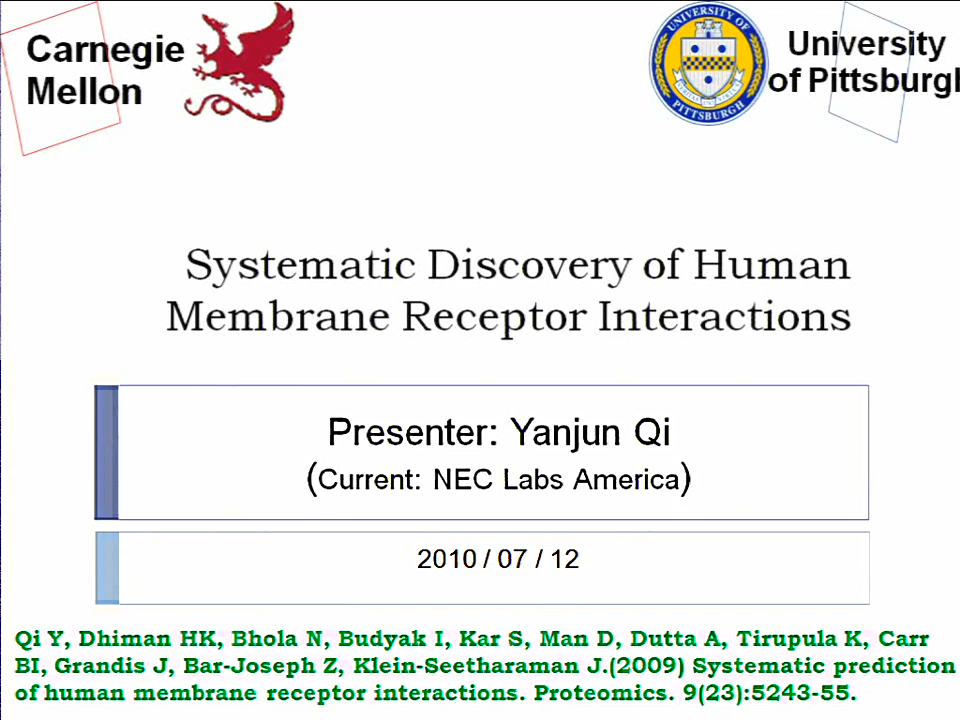 Carnegie
Mellon
UNIVERSITY OF
PITTSBURGH
University
of Pittsburgh
Systematic Discovery of Human
Membrane Receptor Interactions
Presenter: Yanjun Qi
(Current: NEC Labs America)
2010 / 07 / 12
Qi Y, Dhiman HK, Bhola N, Budyak I, Kar S, Man D, Dutta A, Tirupula K, Carr
BI, Grandis J, Bar-Joseph Z, Klein-Seetharaman J.(2009) Systematic prediction
of human membrane receptor interactions. Proteomics. 9(23):5243-55.